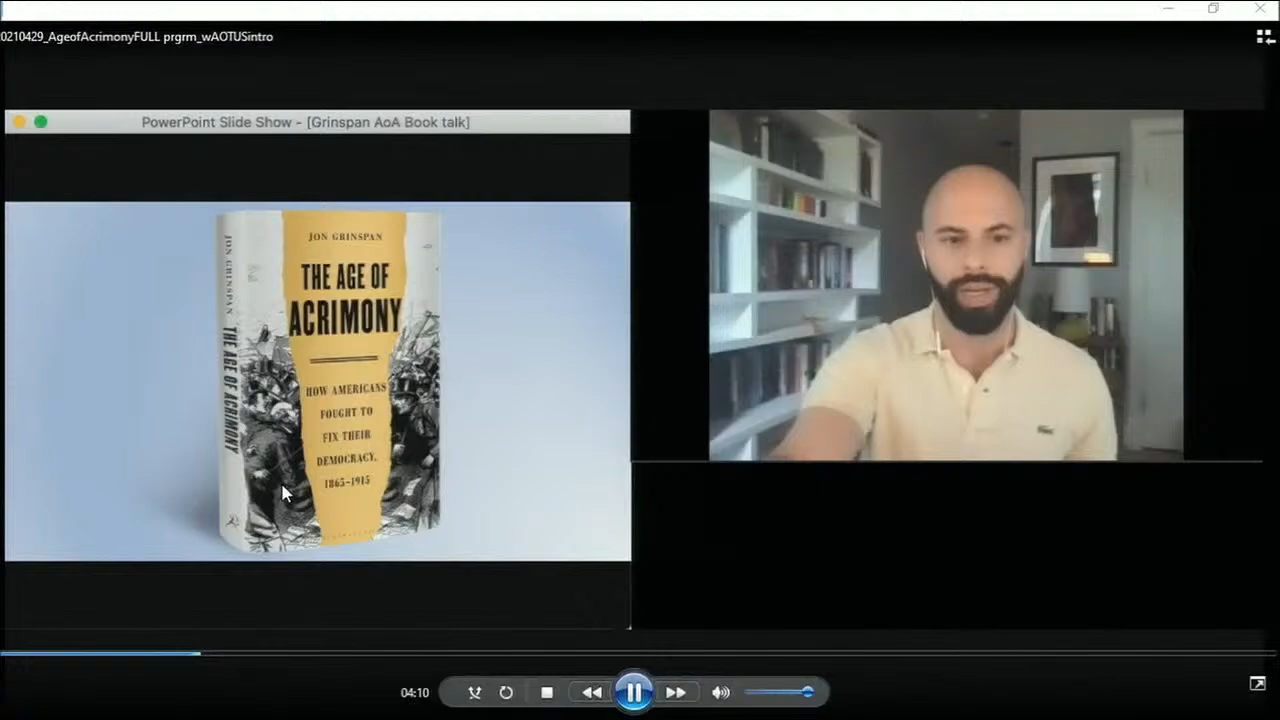 0210429_AgeofAcrimonyFULL prgrm_wAOTUSintro
PowerPoint Slide Show - [Grinspan AoA Book talk]
JON GRINSPAN
THE AGE OF
ACRIMONY
HOW AMERICANS
FOUGHT TO
FIX THEIR
DEMOCRACY,
1865–1915
JON GRINSPAN
THE AGE OF ACRIMONY
04:10